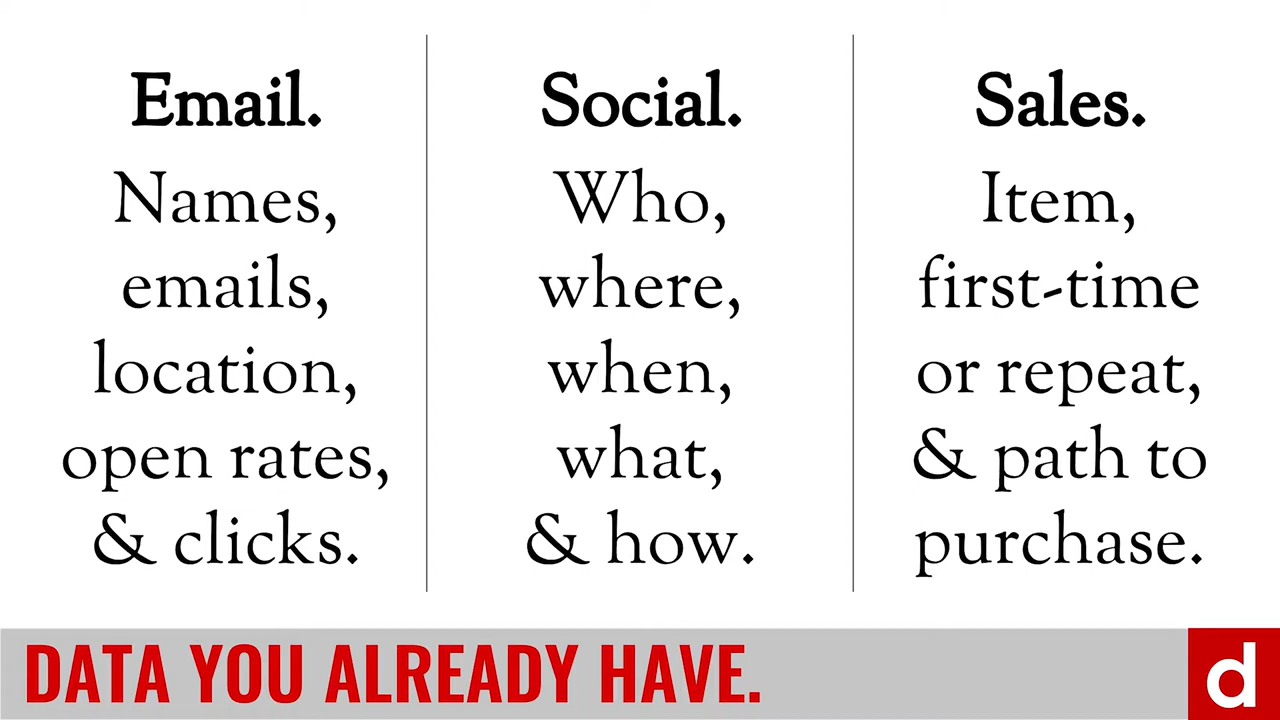 Email.
Names,
emails,
location,
open rates,
& clicks.
Social.
Who,
where,
when,
what,
& how.
Sales.
Item,
first-time
or repeat,
& path to
purchase.
DATA YOU ALREADY HAVE.
d